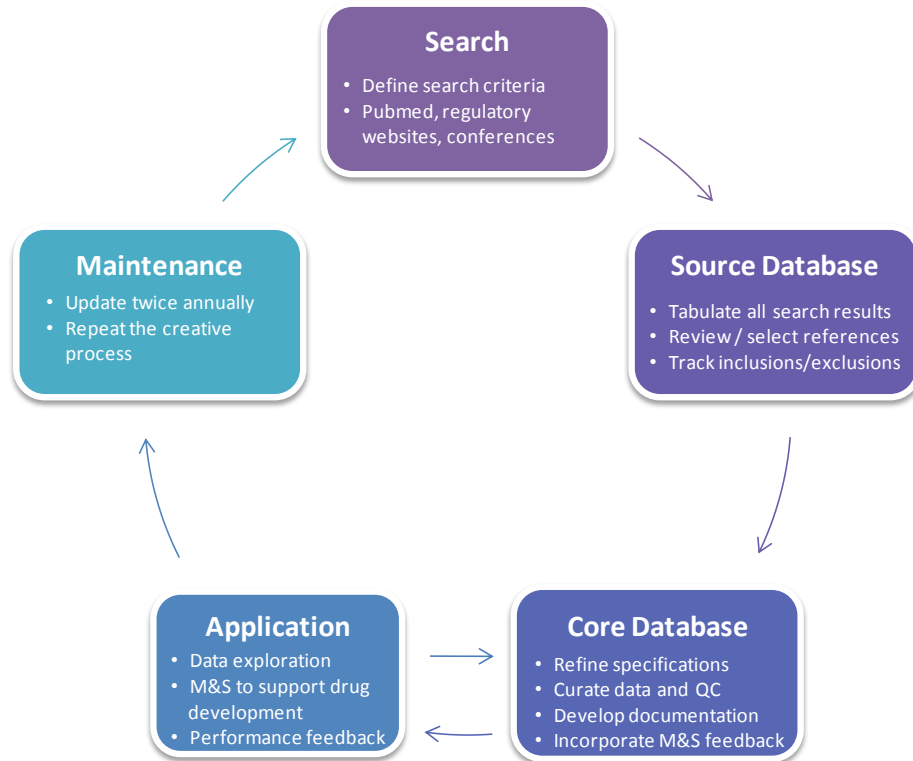 Search
• Define search criteria
• Pubmed, regulatory
websites, conferences
Maintenance
• Update twice annually
• Repeat the creative
process
Source Database
• Tabulate all search results
• Review / select references
• Track inclusions/exclusions
Application
• Data exploration
• M&S to support drug
development
• Performance feedback
Core Database
• Refine specifications
• Curate data and QC
• Develop documentation
• Incorporate M&S feedback